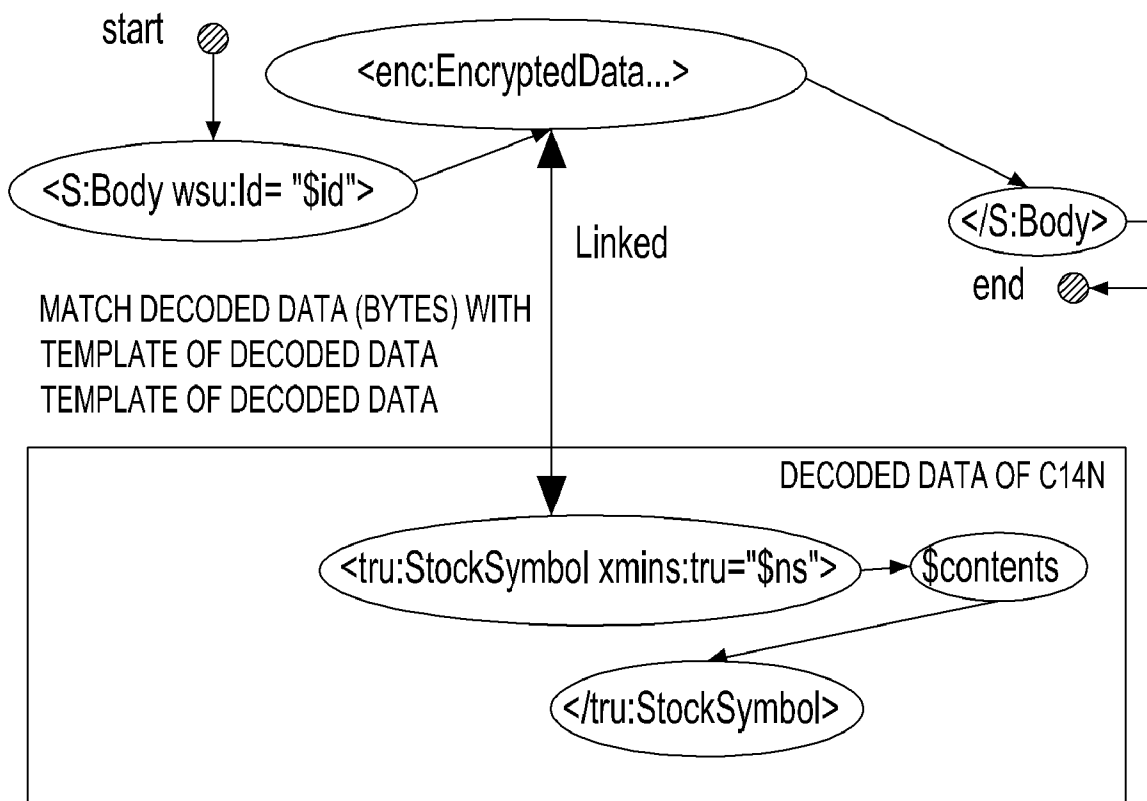 start
<enc:EncryptedData...>
<S:Body wsu:Id= "$id">
</S:Body>
Linked
end
MATCH DECODED DATA (BYTES) WITH
TEMPLATE OF DECODED DATA
TEMPLATE OF DECODED DATA
DECODED DATA OF C14N
<tru:StockSymbol xmins:tru="$ns">
$contents
</tru:StockSymbol>